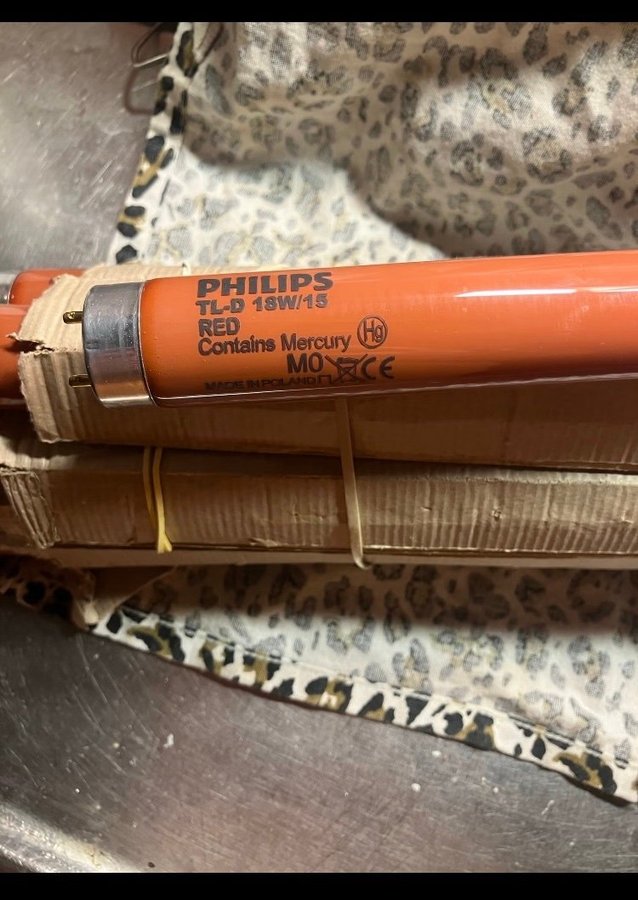 PHILIPS
TL-D 18W/15
RED
Contains Mercury Hg
M0 CE
MADE IN POLAND